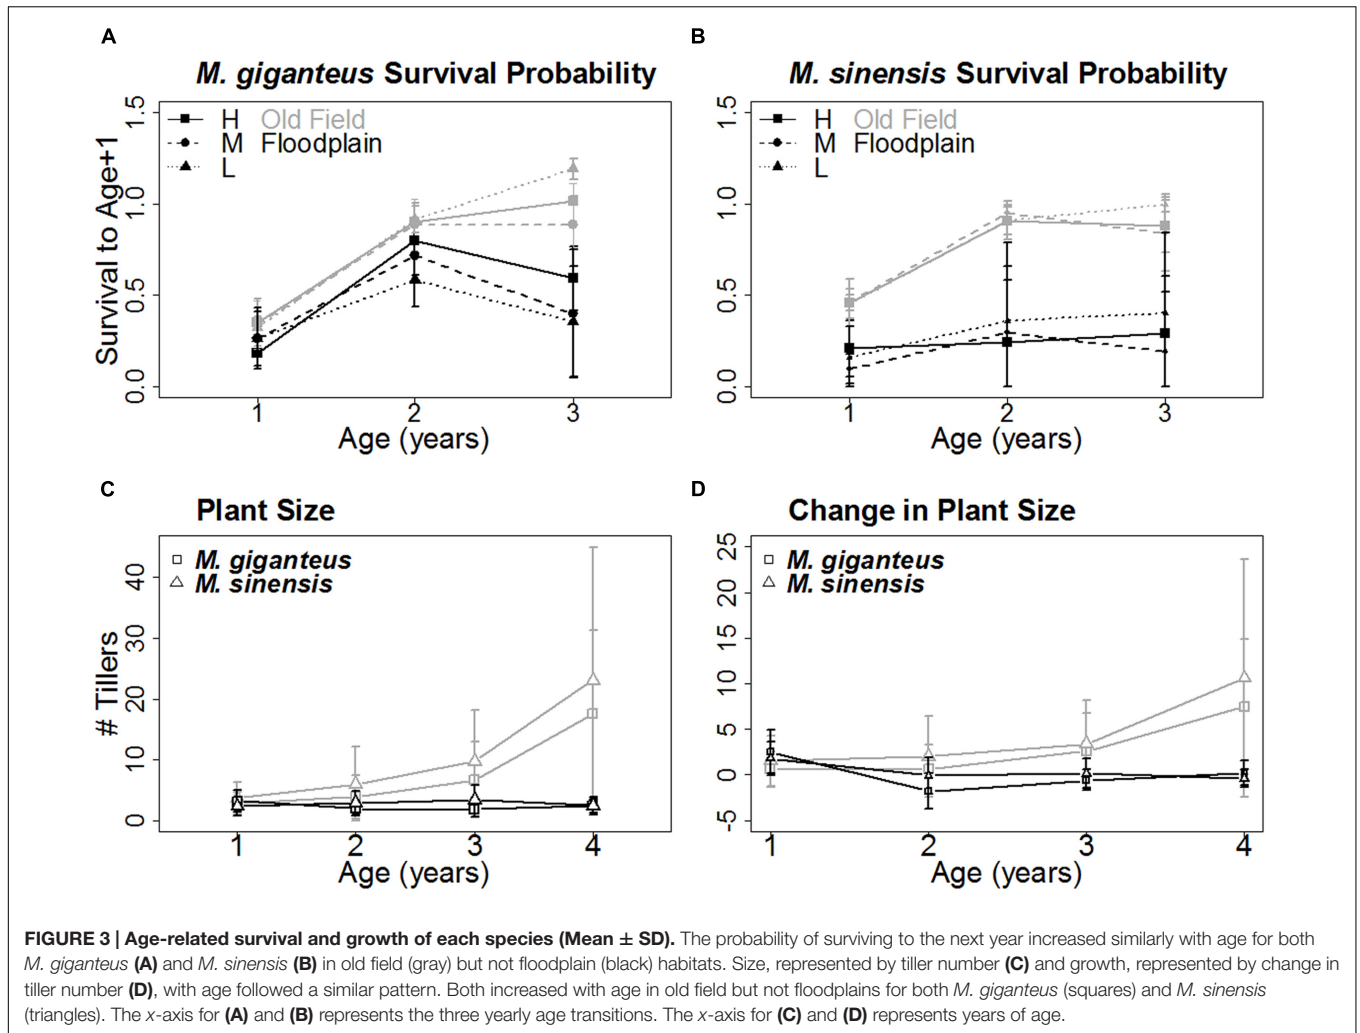 A
M. giganteus Survival Probability
Survival to Age+1
0.0
0.5
1.0
1.5
H Old Field
M Floodplain
L
1 2 3
Age (years)
B
M. sinensis Survival Probability
0.0
0.5
1.0
1.5
H Old Field
M Floodplain
L
1 2 3
Age (years)
C
Plant Size
# Tillers
0 10 20 30 40
M. giganteus
M. sinensis
1 2 3 4
Age (years)
D
Change in Plant Size
-5 0 5 10 15 20 25
M. giganteus
M. sinensis
1 2 3 4
Age (years)
FIGURE 3 | Age-related survival and growth of each species (Mean ± SD). The probability of surviving to the next year increased similarly with age for both
M. giganteus (A) and M. sinensis (B) in old field (gray) but not floodplain (black) habitats. Size, represented by tiller number (C) and growth, represented by change in
tiller number (D), with age followed a similar pattern. Both increased with age in old field but not floodplains for both M. giganteus (squares) and M. sinensis
(triangles). The x-axis for (A) and (B) represents the three yearly age transitions. The x-axis for (C) and (D) represents years of age.